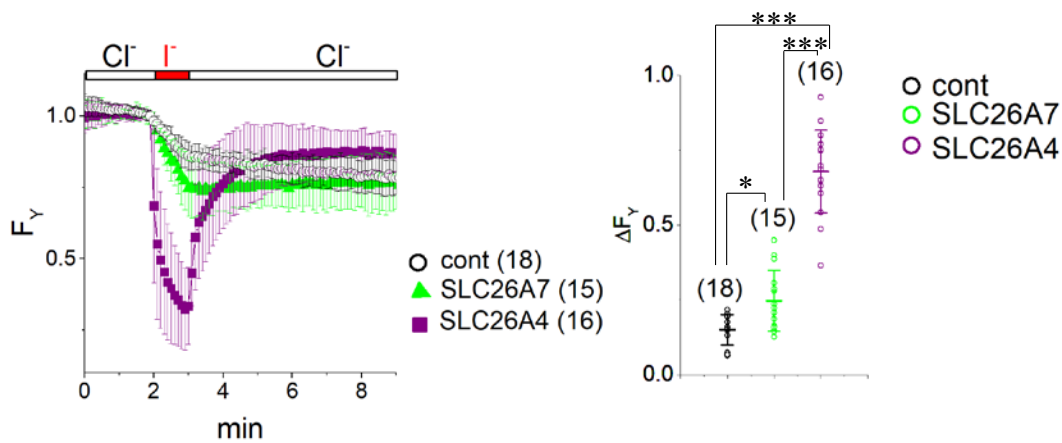 Cl⁻ I⁻ Cl⁻
1.0
0.5
F_Y
0 2 4 6 8
min
cont (18)
SLC26A7 (15)
SLC26A4 (16)
***
***
(16)
*
(15)
(18)
1.0
0.5
0.0
ΔF_Y
cont
SLC26A7
SLC26A4